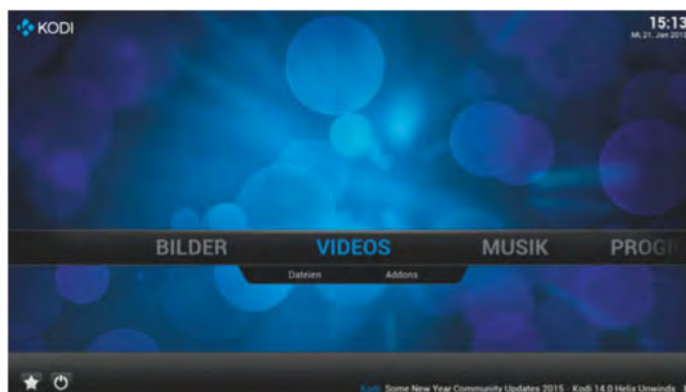 KODI
15:13
Mi, 21. Jan 2015
BILDER VIDEOS MUSIK PROGR
Dateien Addons
Kodi: Some New Year Community Updates 2015 - Kodi 14.0 Helix Unwinds